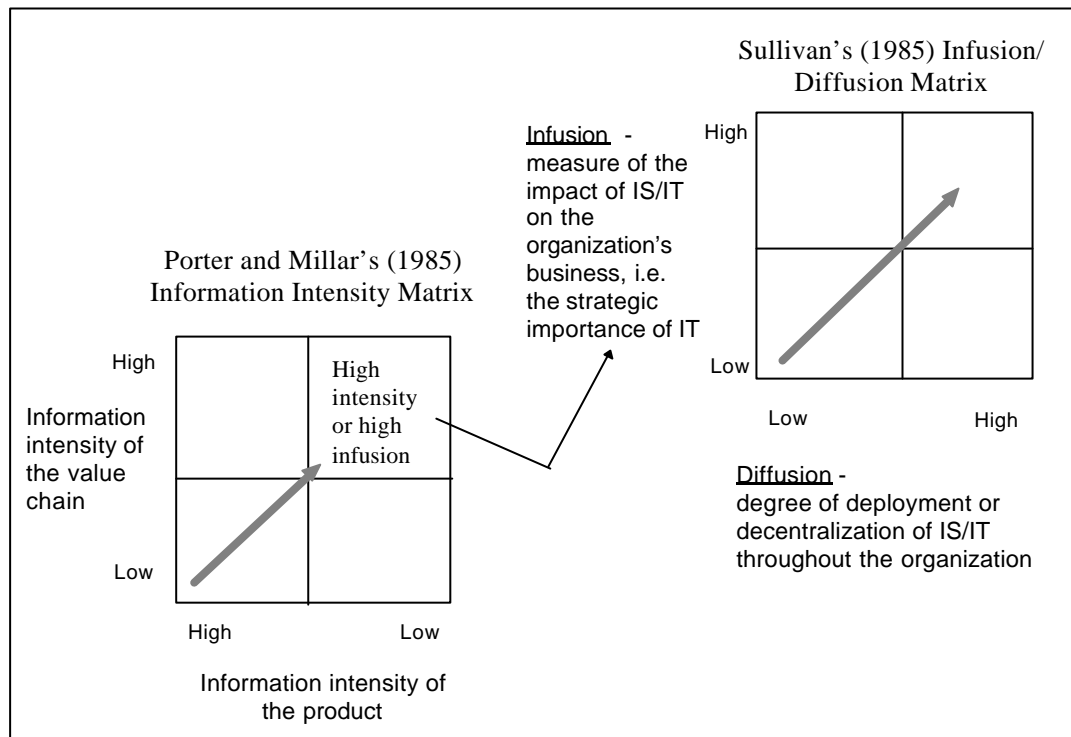 Sullivan's (1985) Infusion/
Diffusion Matrix
High
Low
Low
High
Infusion -
measure of the
impact of IS/IT
on the
organization's
business, i.e.
the strategic
importance of IT
Diffusion -
degree of deployment or
decentralization of IS/IT
throughout the organization
Porter and Millar's (1985)
Information Intensity Matrix
High
Information
intensity of
the value
chain
Low
High
intensity
or high
infusion
High
Low
Information intensity of
the product